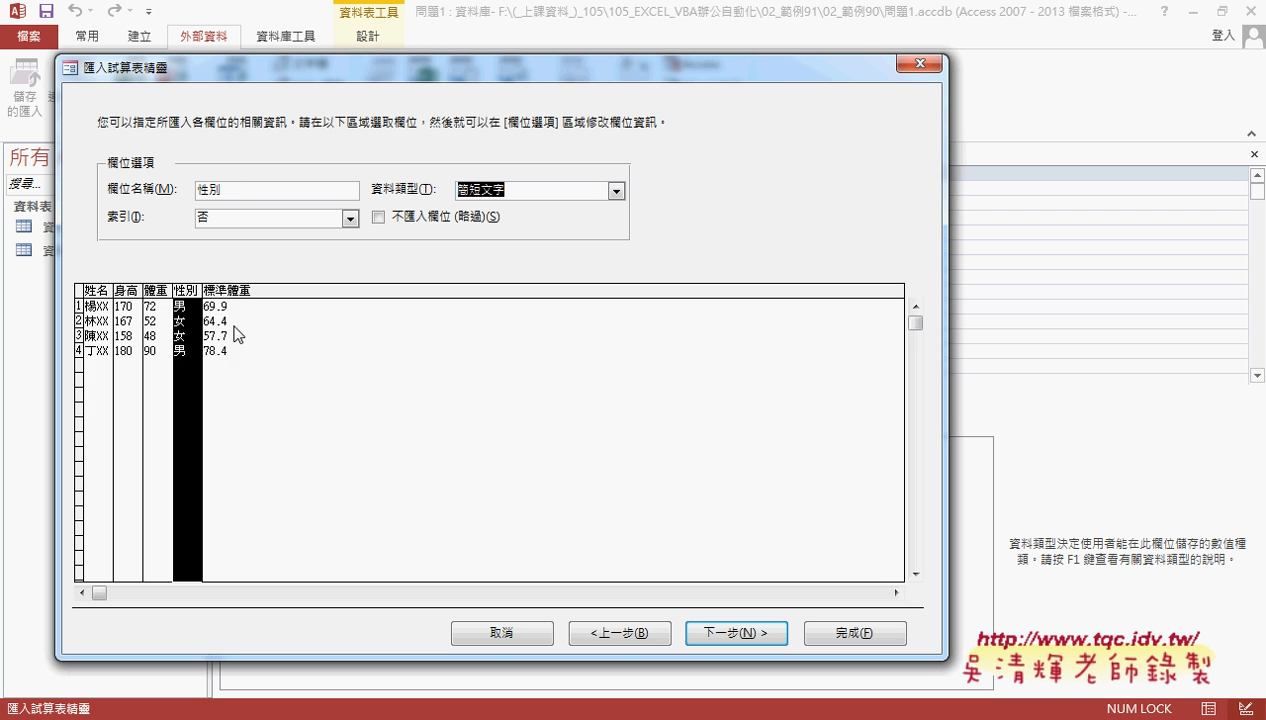 資料表工具
問題1 : 資料庫- F:\(_上課資料_)_105\105_EXCEL_VBA辦公自動化\02_範例91\02_範例90\問題1.accdb (Access 2007 - 2013 檔案格式) -...
檔案
常用
建立
外部資料
資料庫工具
設計
登入
儲存
的匯入
匯入試算表精靈
您可以指定所匯入各欄位的相關資訊。請在以下區域選取欄位，然後就可以在 [欄位選項] 區域修改欄位資訊。
所有
搜尋...
資料表
欄位選項
欄位名稱(M): 性別 資料類型(T): 簡短文字
索引(I): 否 不匯入欄位 (略過)(S)
姓名 身高 體重 性別 標準體重
1 楊XX 170 72 男 69.9
2 林XX 167 52 女 64.4
3 陳XX 158 48 女 57.7
4 丁XX 180 90 男 78.4
資料類型決定使用者能在此欄位儲存的數值種
類。請按 F1 鍵查看有關資料類型的說明。
取消
<上一步(B)
下一步(N) >
完成(F)
http://www.tqc.idv.tw/
吳清輝老師錄製
匯入試算表精靈
NUM LOCK